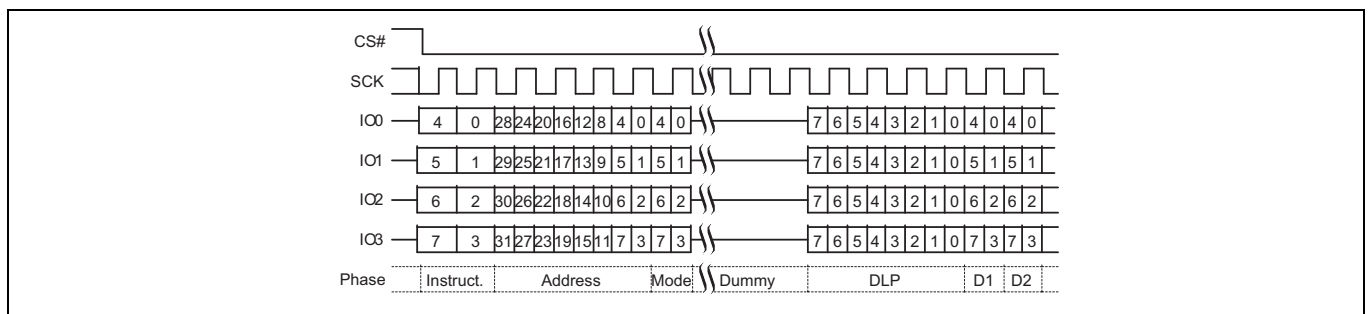 CS#
SCK
IO0 4 0 28 24 20 16 12 8 4 0 4 0 7 6 5 4 3 2 1 0 4 0 4 0
IO1 5 1 29 25 21 17 13 9 5 1 5 1 7 6 5 4 3 2 1 0 5 1 5 1
IO2 6 2 30 26 22 18 14 10 6 2 6 2 7 6 5 4 3 2 1 0 6 2 6 2
IO3 7 3 31 27 23 19 15 11 7 3 7 3 7 6 5 4 3 2 1 0 7 3 7 3
Phase Instruct. Address Mode Dummy DLP D1 D2